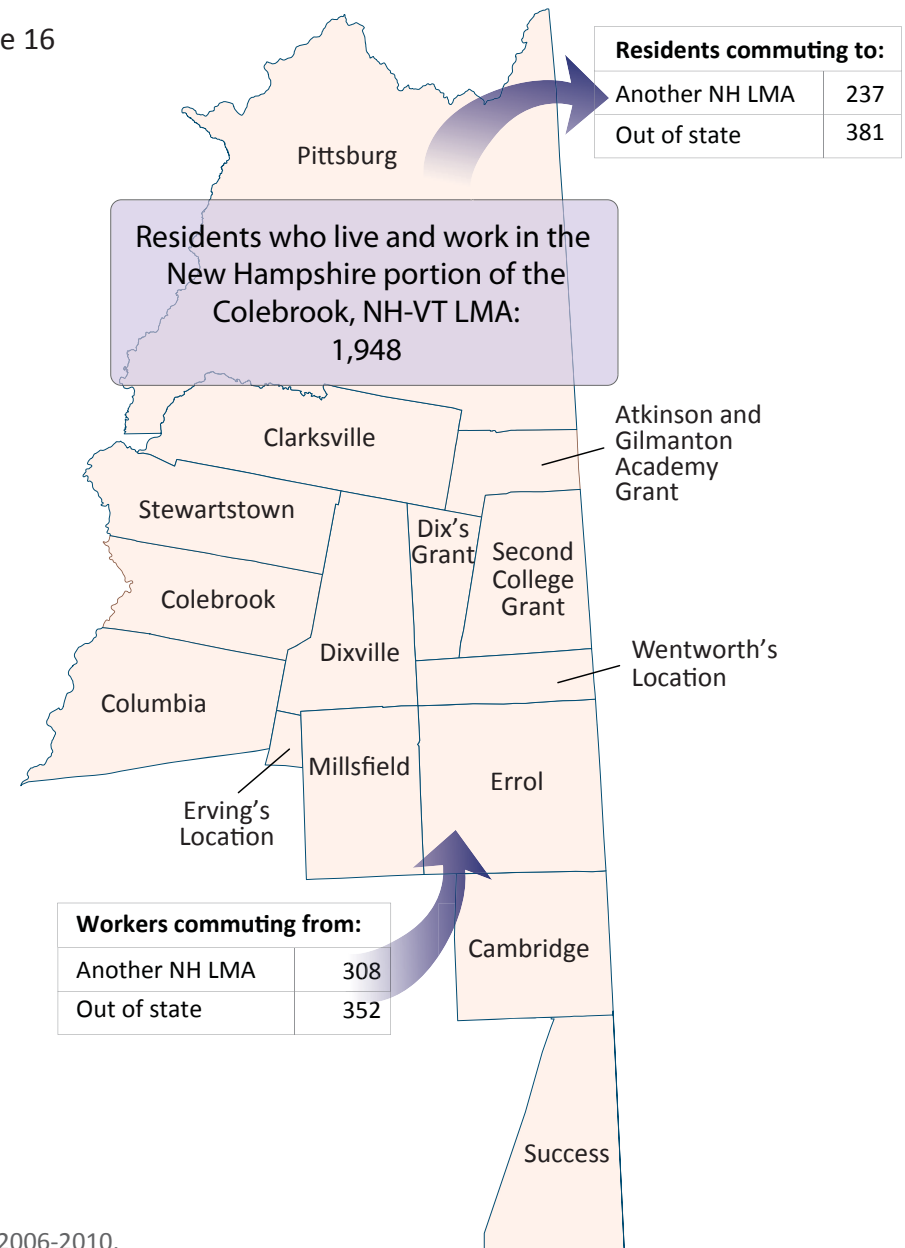 e 16
Residents commuting to:
Another NH LMA 237
Out of state 381
Pittsburg
Residents who live and work in the
New Hampshire portion of the
Colebrook, NH-VT LMA:
1,948
Atkinson and
Gilmanton
Academy
Grant
Clarksville
Stewartstown
Dix's
Grant
Second
College
Grant
Colebrook
Dixville
Wentworth's
Location
Columbia
Millsfield
Errol
Erving's
Location
Workers commuting from:
Another NH LMA 308
Out of state 352
Cambridge
Success
2006-2010.